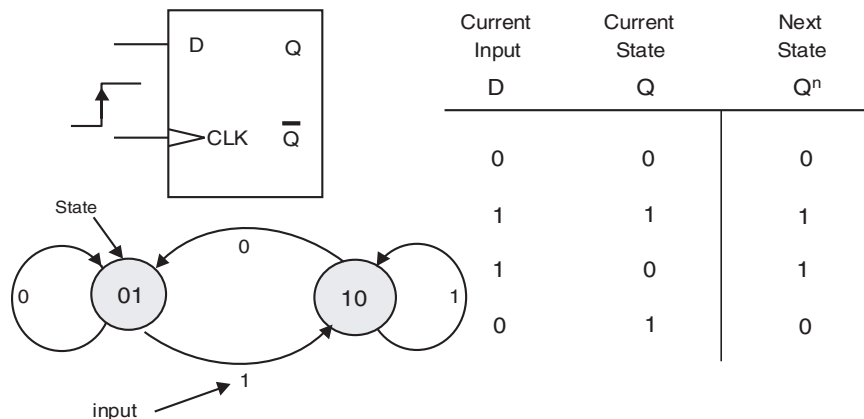 D Q
CLK Q̅
State
0
0
01
10
1
1
input
Current Current Next
Input State State
D Q Qⁿ
0 0 0
1 1 1
1 0 1
0 1 0